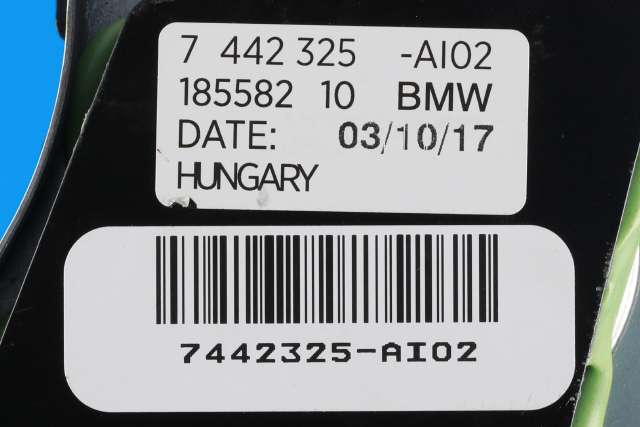 7 442 325 -AI02
185582 10 BMW
DATE: 03/10/17
HUNGARY
7442325-AI02